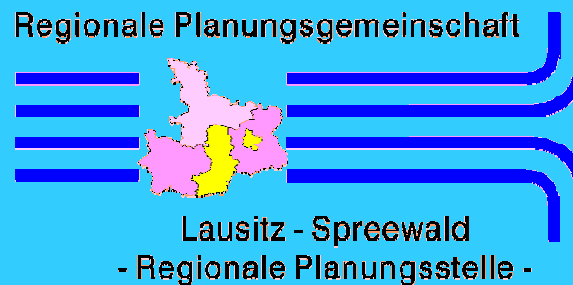 Regionale Planungsgemeinschaft
Lausitz - Spreewald
- Regionale Planungsstelle -